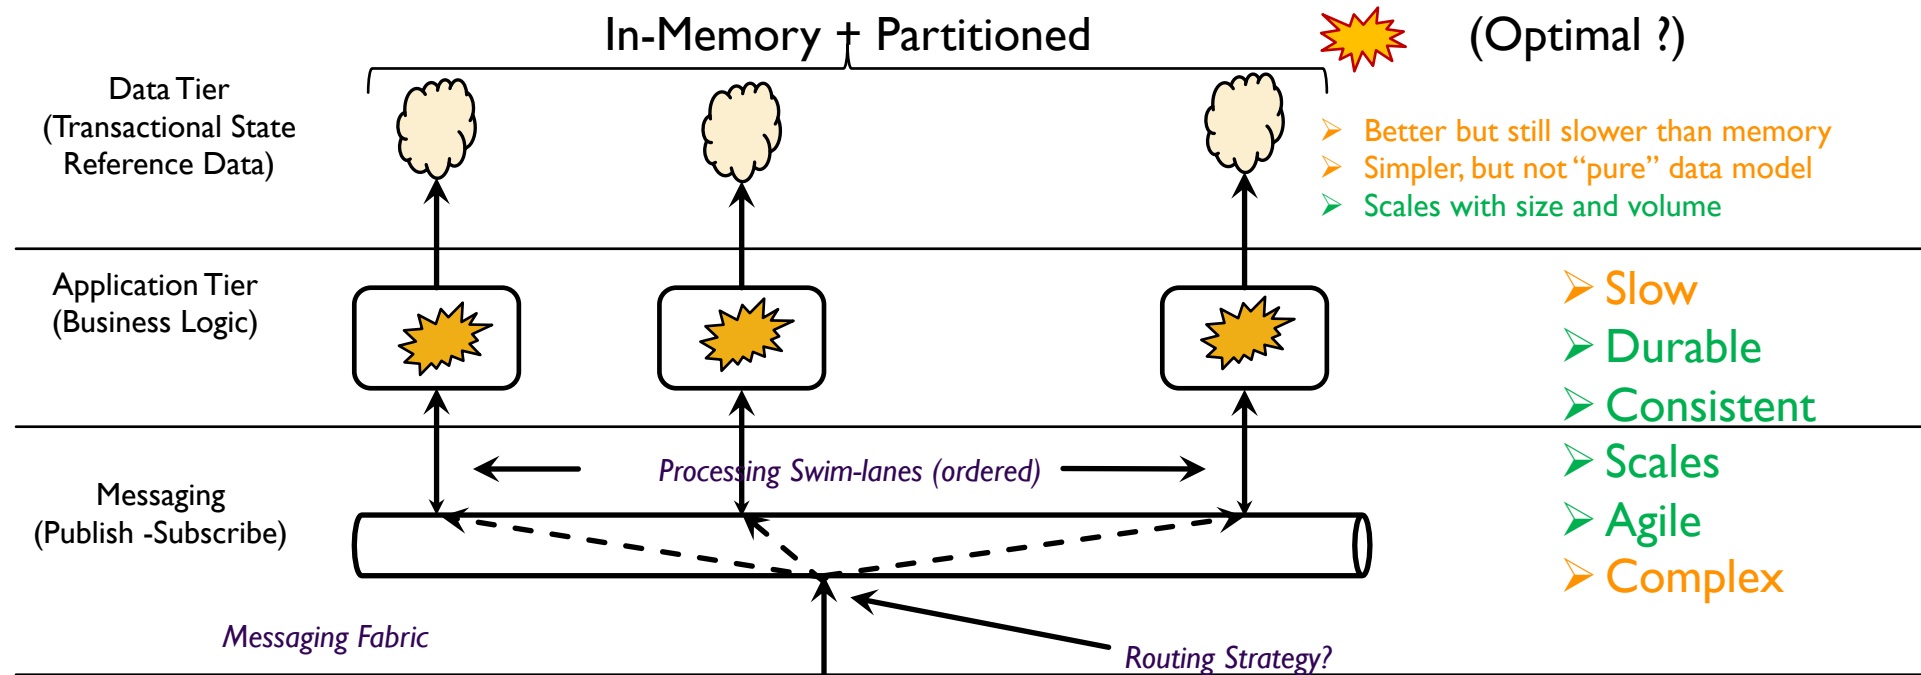 In-Memory + Partitioned
(Optimal ?)
Data Tier
(Transactional State
Reference Data)
➢ Better but still slower than memory
➢ Simpler, but not “pure” data model
➢ Scales with size and volume
Application Tier
(Business Logic)
➢ Slow
➢ Durable
➢ Consistent
➢ Scales
➢ Agile
➢ Complex
Processing Swim-lanes (ordered)
Messaging
(Publish -Subscribe)
Messaging Fabric
Routing Strategy?